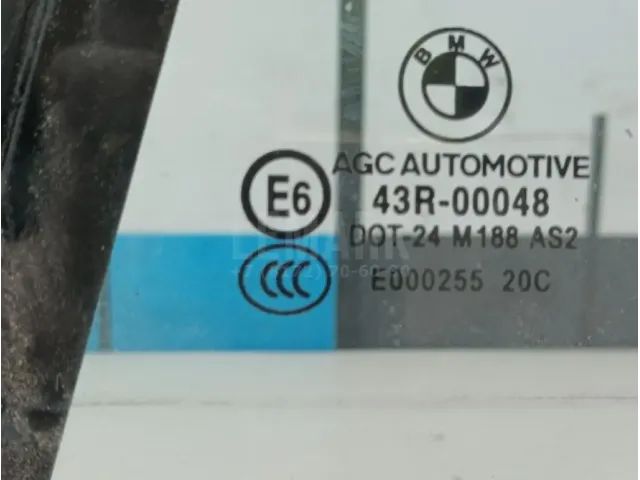 BMW
AGC AUTOMOTIVE
E6
43R-00048
DOT-24 M188 AS2
CCC
E000255 20C